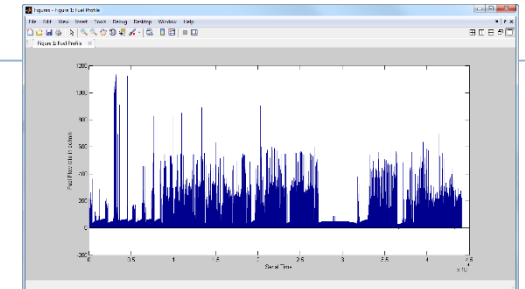 Figures - Figure 1: Fuel Profile
File Edit View Insert Tools Debug Desktop Window Help
Figure 1: Fuel Profile
1200
1000
800
600
400
200
0
-200
0 0.5 1 1.5 2 2.5 3 3.5 4 4.5
Serial Time